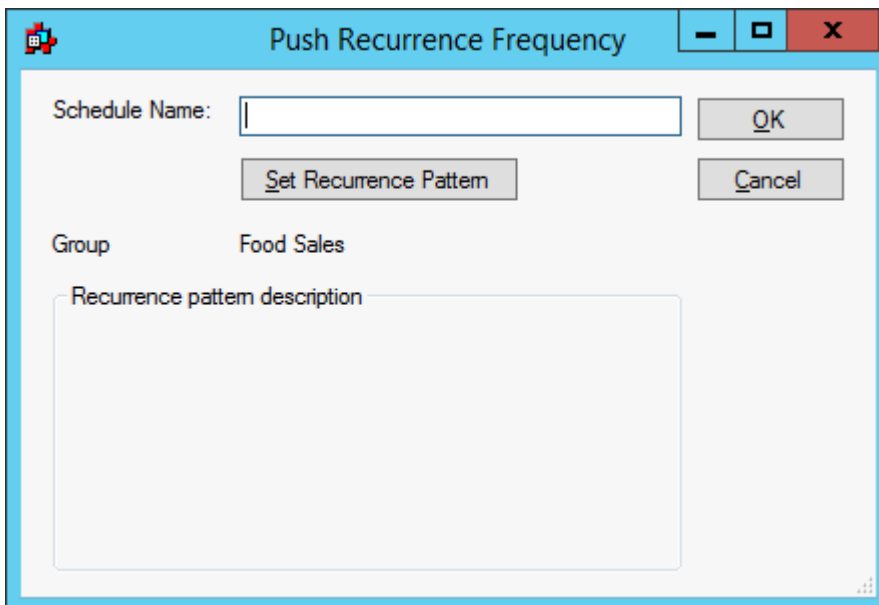 Push Recurrence Frequency
Schedule Name:
OK
Set Recurrence Pattern
Cancel
Group Food Sales
Recurrence pattern description